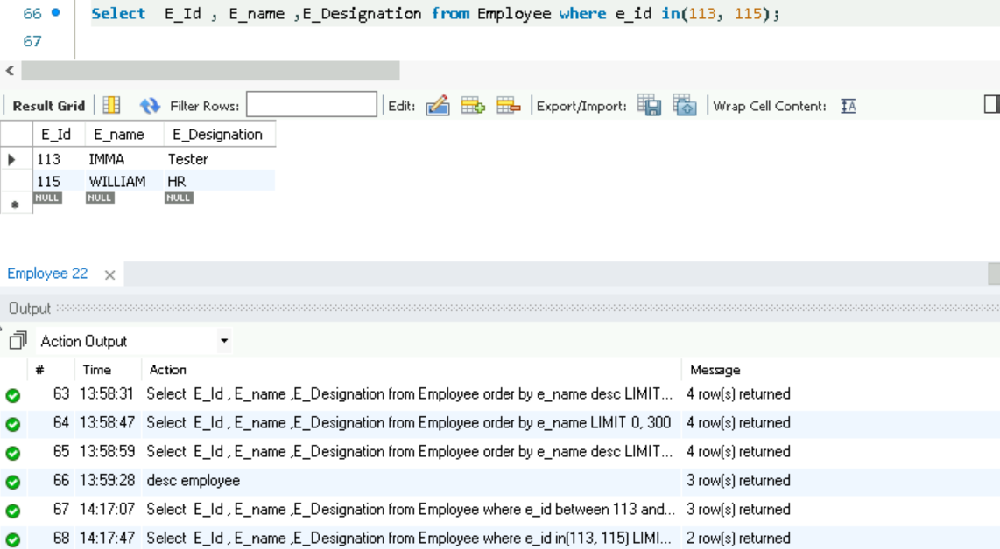 66 Select E_Id , E_name ,E_Designation from Employee where e_id in(113, 115);
67
Result Grid Filter Rows: Edit: Export/Import: Wrap Cell Content: IA
E_Id E_name E_Designation
113 IMMA Tester
115 WILLIAM HR
NULL NULL NULL
Employee 22
Output
Action Output
# Time Action Message
63 13:58:31 Select E_Id , E_name ,E_Designation from Employee order by e_name desc LIMIT... 4 row(s) returned
64 13:58:47 Select E_Id , E_name ,E_Designation from Employee order by e_name LIMIT 0, 300 4 row(s) returned
65 13:58:59 Select E_Id , E_name ,E_Designation from Employee order by e_name desc LIMIT... 4 row(s) returned
66 13:59:28 desc employee 3 row(s) returned
67 14:17:07 Select E_Id , E_name ,E_Designation from Employee where e_id between 113 and... 3 row(s) returned
68 14:17:47 Select E_Id , E_name ,E_Designation from Employee where e_id in(113, 115) LIMI... 2 row(s) returned